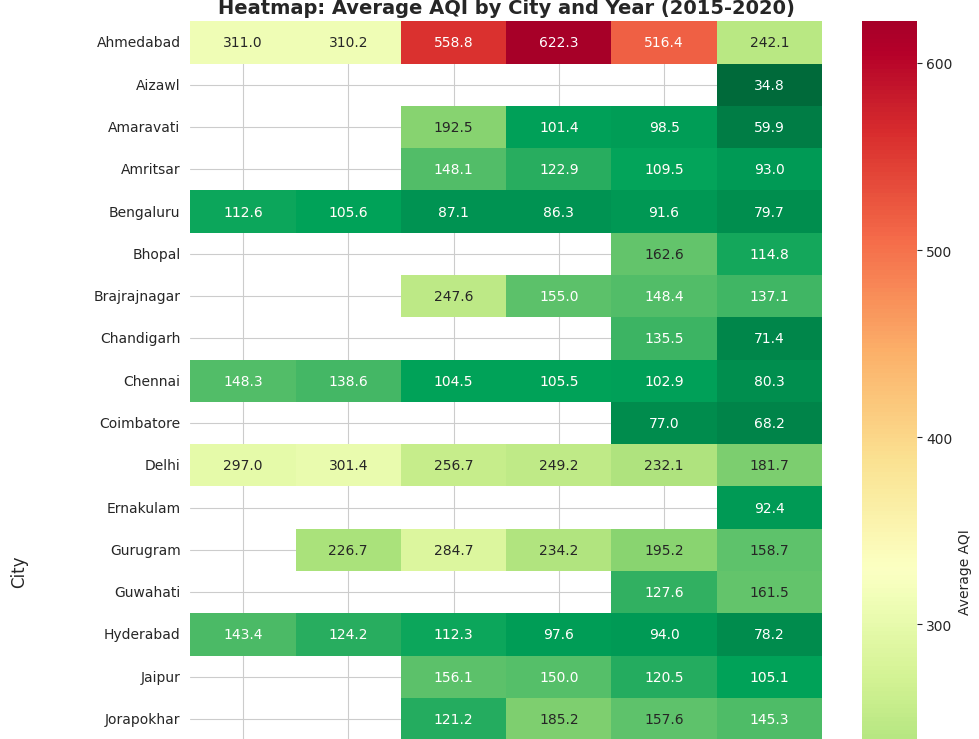 Heatmap: Average AQI by City and Year (2015-2020)
Ahmedabad 311.0 310.2 558.8 622.3 516.4 242.1
Aizawl 34.8
Amaravati 192.5 101.4 98.5 59.9
Amritsar 148.1 122.9 109.5 93.0
Bengaluru 112.6 105.6 87.1 86.3 91.6 79.7
Bhopal 162.6 114.8
Brajrajnagar 247.6 155.0 148.4 137.1
Chandigarh 135.5 71.4
Chennai 148.3 138.6 104.5 105.5 102.9 80.3
Coimbatore 77.0 68.2
Delhi 297.0 301.4 256.7 249.2 232.1 181.7
Ernakulam 92.4
Gurugram 226.7 284.7 234.2 195.2 158.7
Guwahati 127.6 161.5
Hyderabad 143.4 124.2 112.3 97.6 94.0 78.2
Jaipur 156.1 150.0 120.5 105.1
Jorapokhar 121.2 185.2 157.6 145.3
City
600
500
400
300
Average AQI